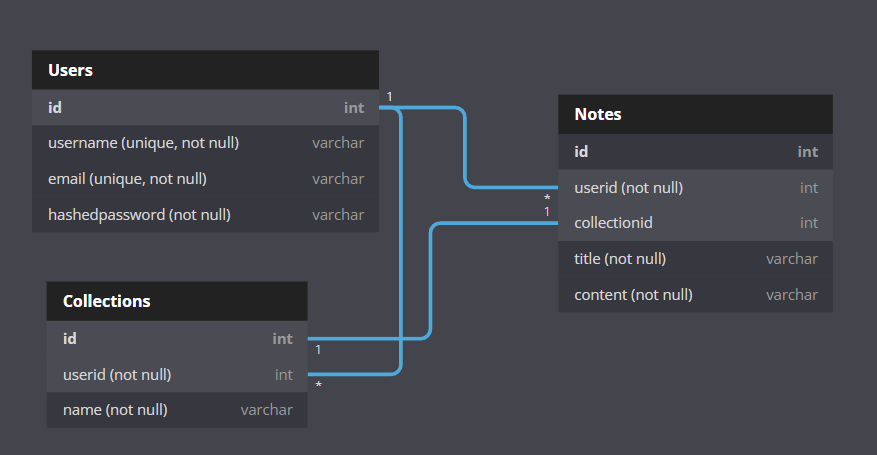 Users
id int
username (unique, not null) varchar
email (unique, not null) varchar
hashedpassword (not null) varchar
1
Notes
id int
userid (not null) int
collectionid int
title (not null) varchar
content (not null) varchar
*
1
Collections
id int
userid (not null) int
name (not null) varchar
1
*